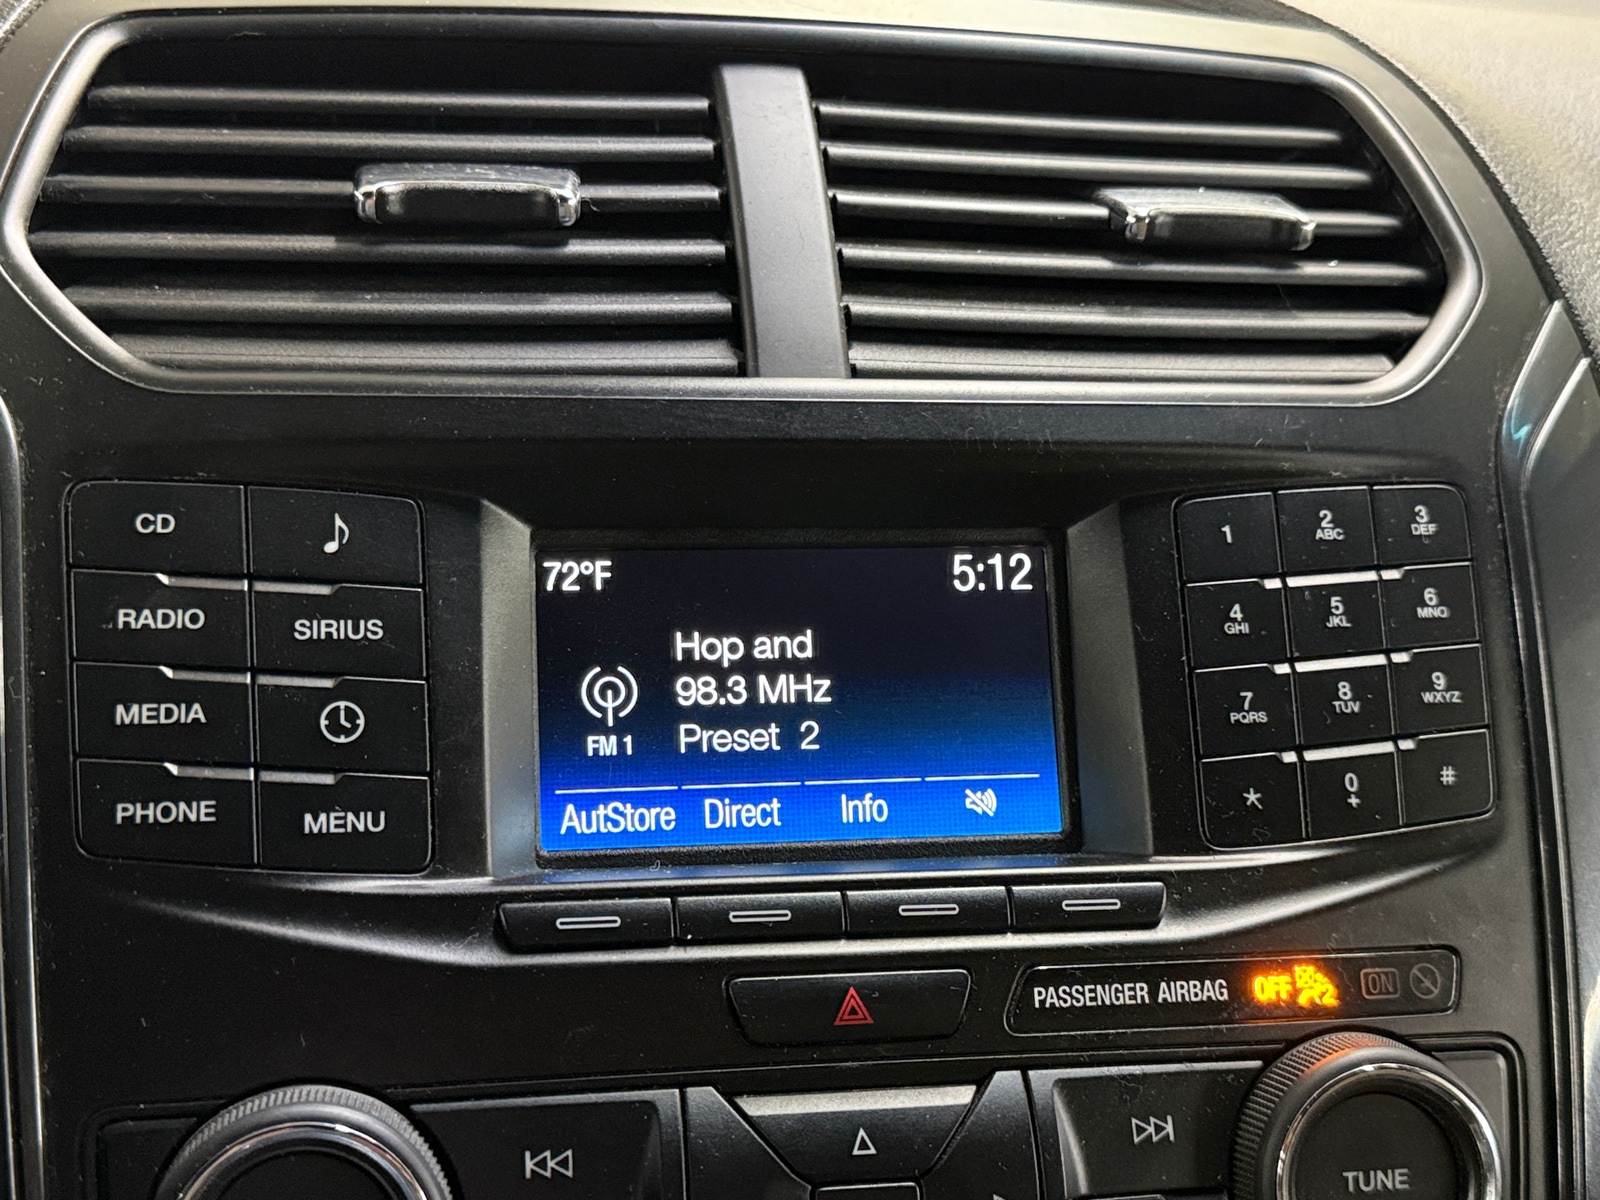 CD
RADIO
SIRIUS
MEDIA
PHONE
MENU
72°F
5:12
Hop and
98.3 MHz
Preset 2
FM 1
AutStore Direct Info
1
2 ABC
3 DEF
4 GHI
5 JKL
6 MNO
7 PQRS
8 TUV
9 WXYZ
*
0 +
#
PASSENGER AIRBAG OFF 2 ON
TUNE